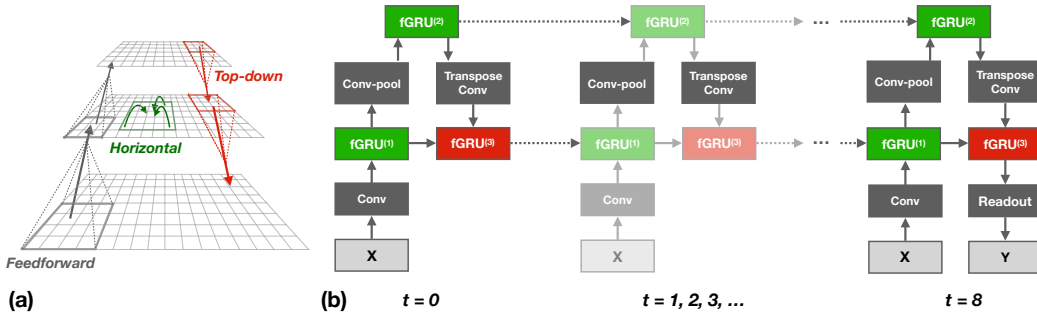 Top-down
Horizontal
Feedforward
(a)
fGRU(2)
Conv-pool
Transpose
Conv
fGRU(1)
fGRU(3)
Conv
X
t = 0
fGRU(2)
Conv-pool
Transpose
Conv
fGRU(1)
fGRU(3)
Conv
X
t = 1, 2, 3, ...
...
...
fGRU(2)
Conv-pool
Transpose
Conv
fGRU(1)
fGRU(3)
Conv
Readout
X
Y
t = 8
(b)